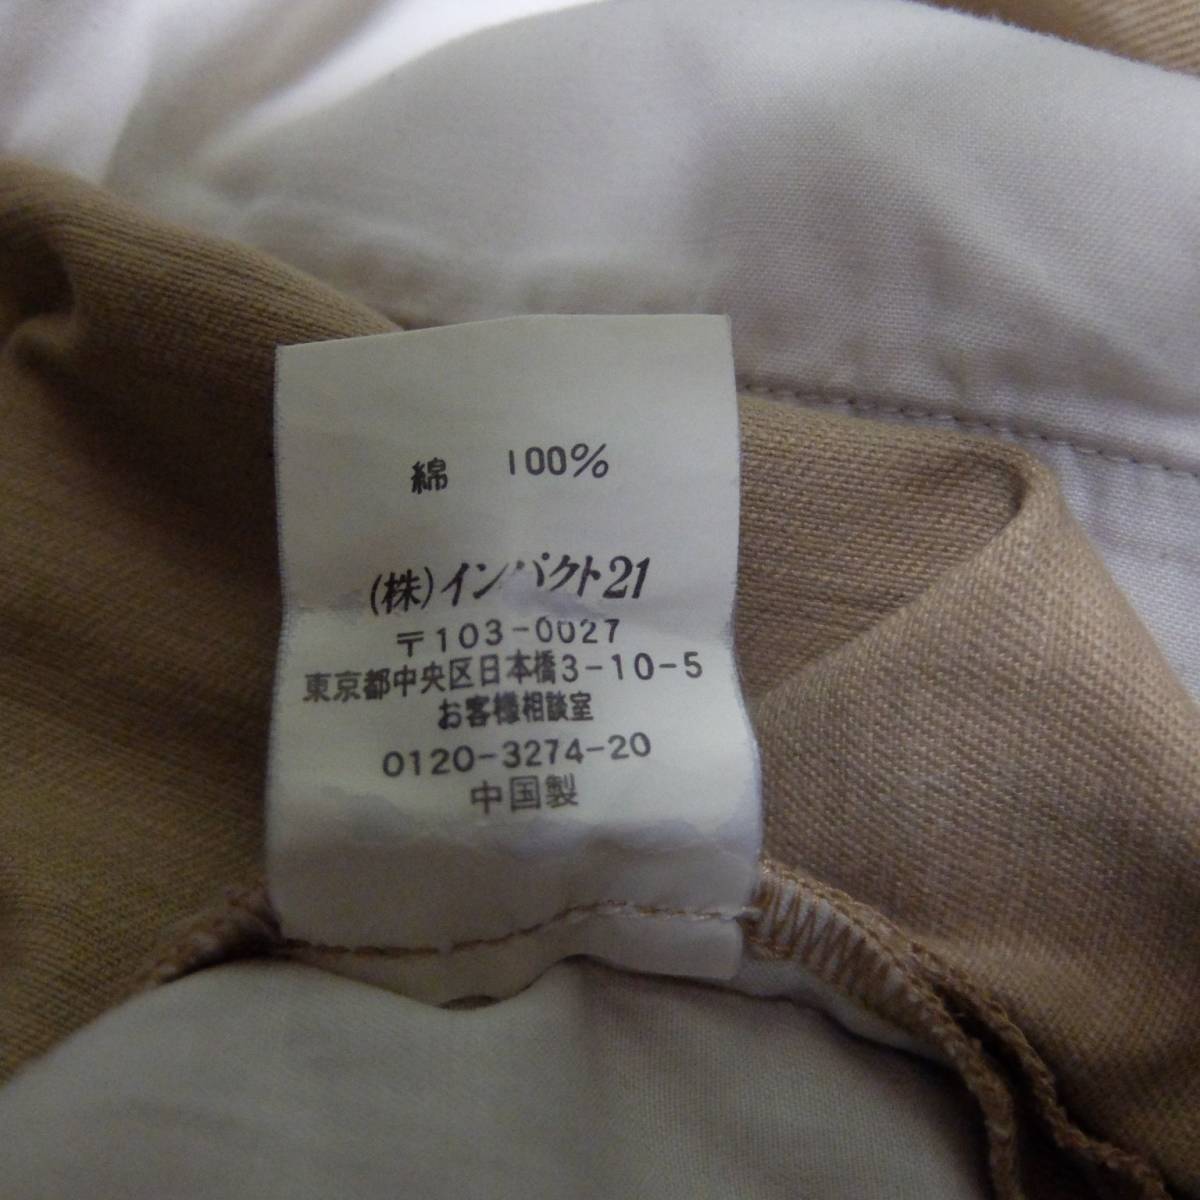 綿 100%
(株)インパクト21
〒103-0027
東京都中央区日本橋3-10-5
お客様相談室
0120-3274-20
中国製